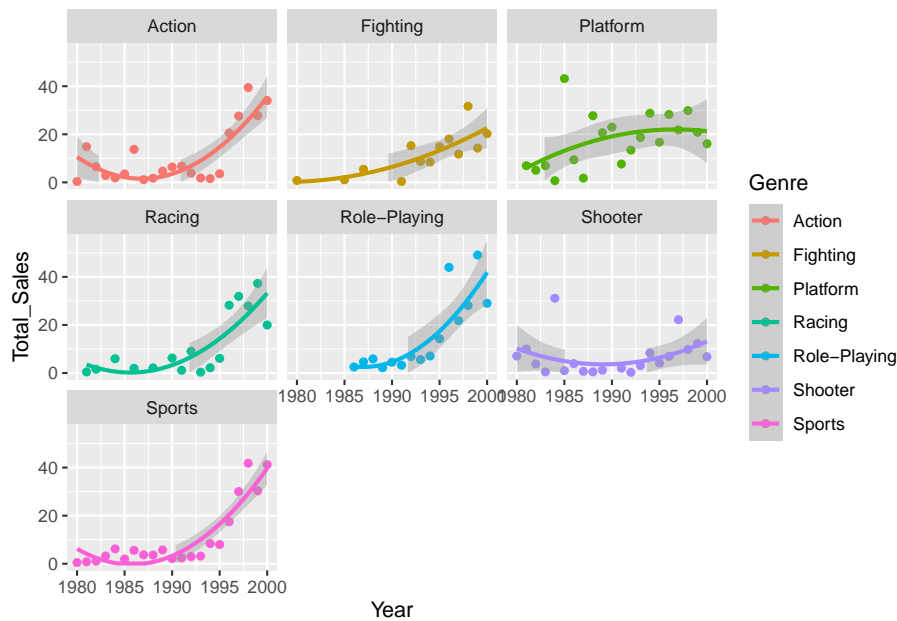 Action Fighting Platform
40
20
0
Racing Role−Playing Shooter
40
20
0
1980 1985 1990 1995 2000 1980 1985 1990 1995 2000
Sports
40
20
0
1980 1985 1990 1995 2000
Year
Total_Sales
Genre
Action
Fighting
Platform
Racing
Role−Playing
Shooter
Sports